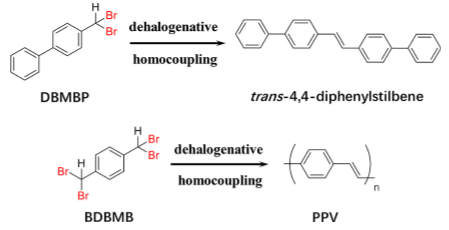 H
Br
Br
dehalogenative
homocoupling
DBMBP
trans-4,4-diphenylstilbene
H
Br
Br
H
Br
Br
dehalogenative
homocoupling
n
BDBMB
PPV